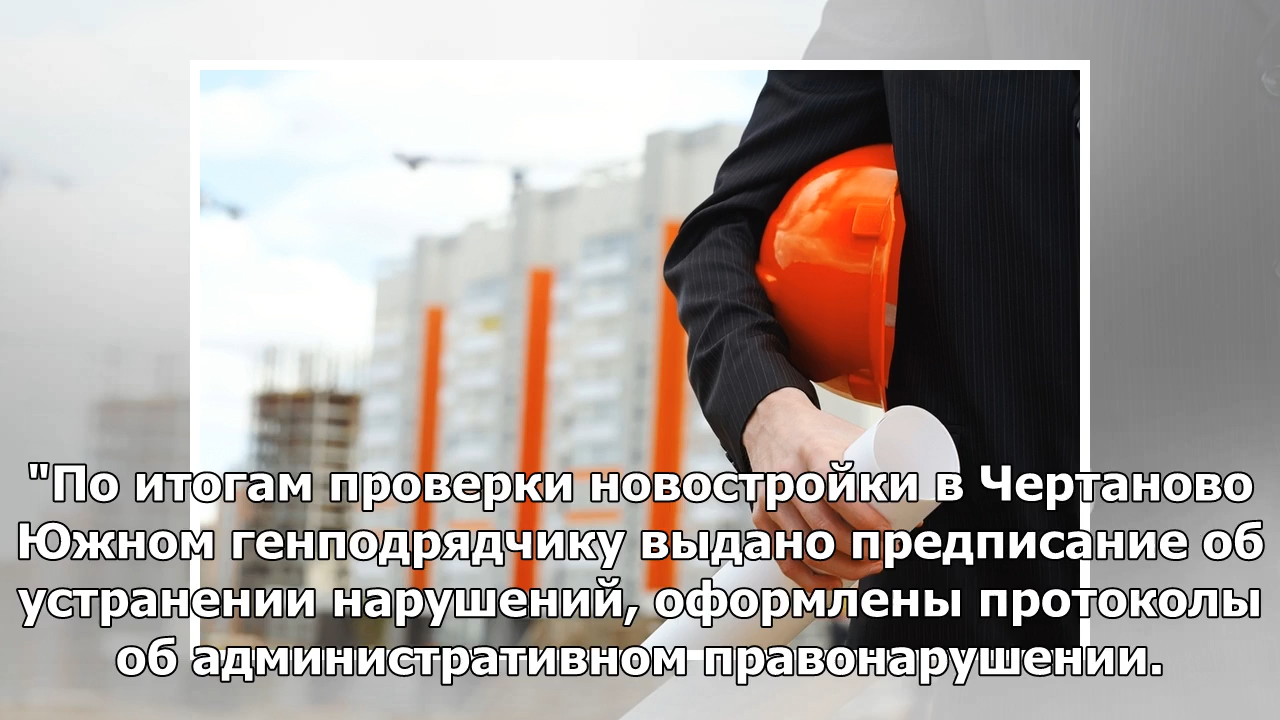 "По итогам проверки новостройки в Чертаново
Южном генподрядчику выдано предписание об
устранении нарушений, оформлены протоколы
об административном правонарушении.